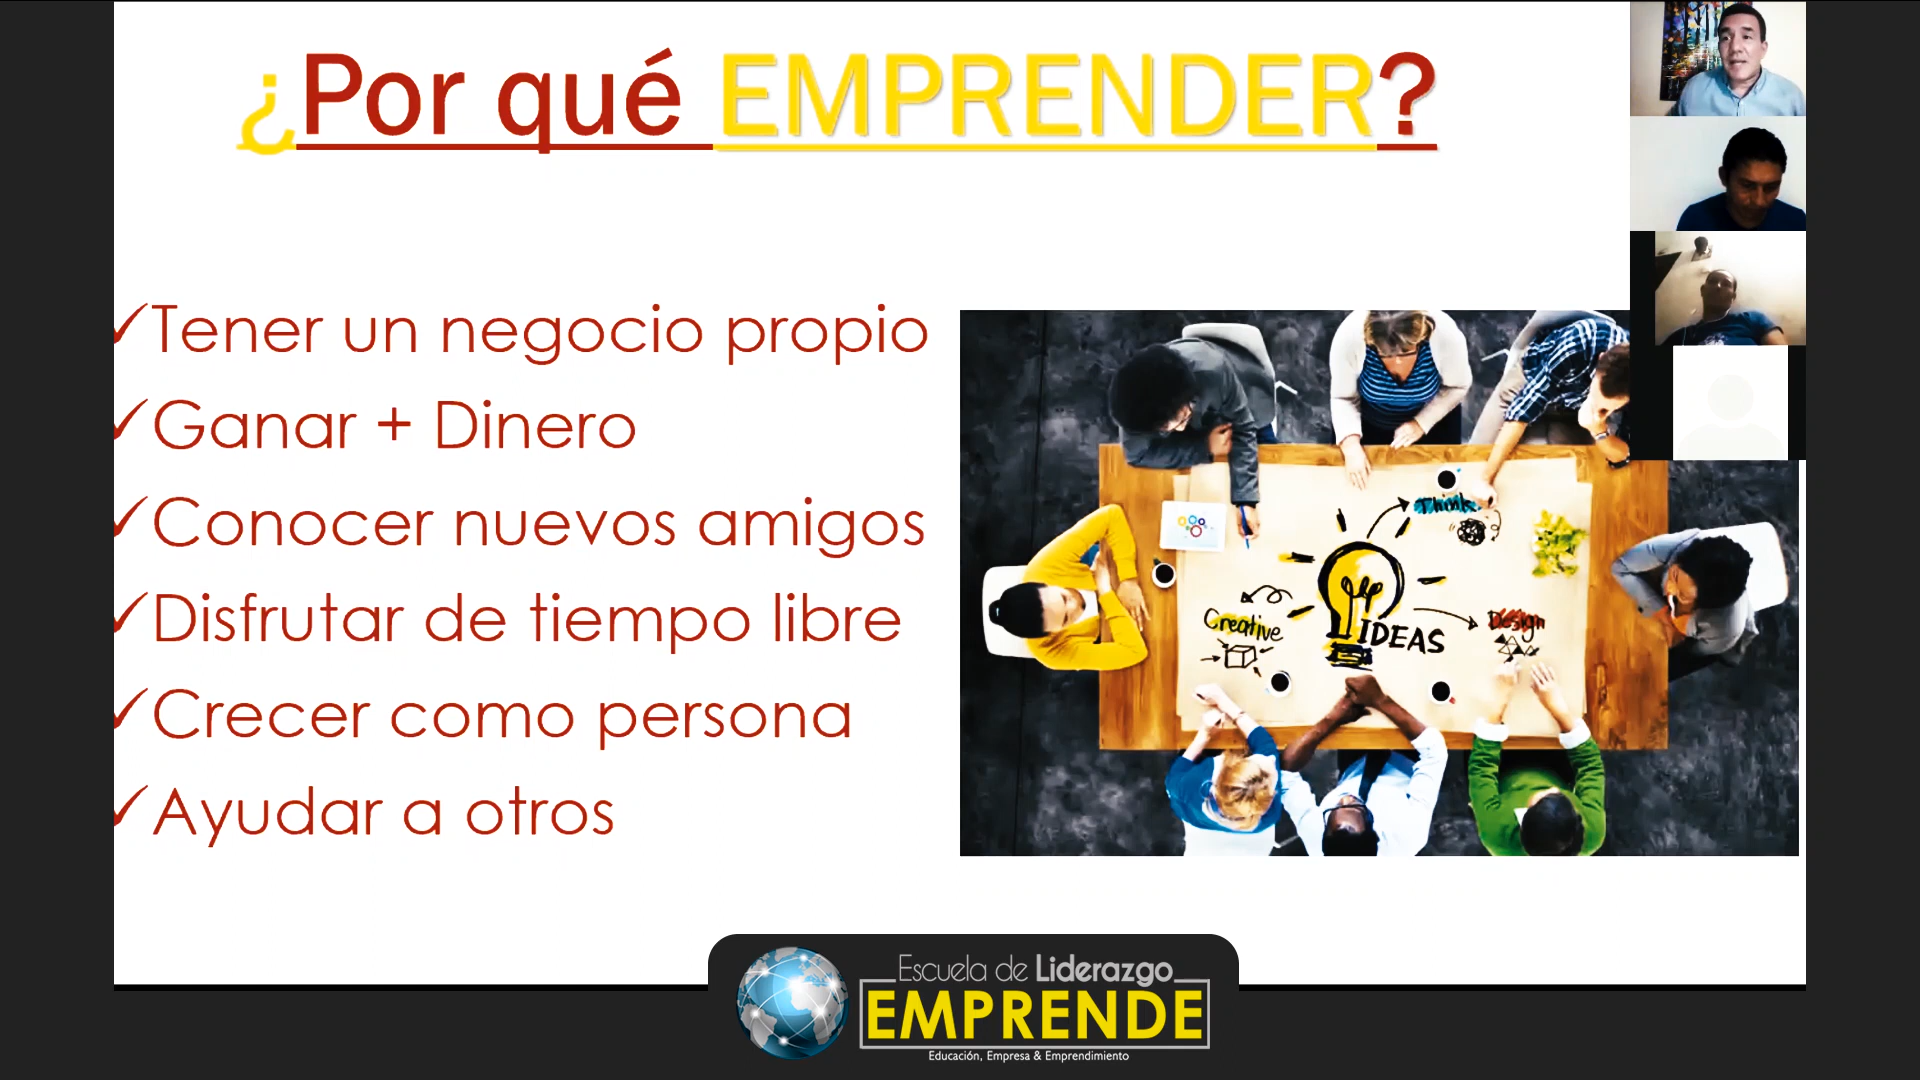 ¿Por qué EMPRENDER?
✓Tener un negocio propio
✓Ganar + Dinero
✓Conocer nuevos amigos
✓Disfrutar de tiempo libre
✓Crecer como persona
✓Ayudar a otros
Think
Creative
IDEAS
Design
Escuela de Liderazgo
EMPRENDE
Educación, Empresa & Emprendimiento